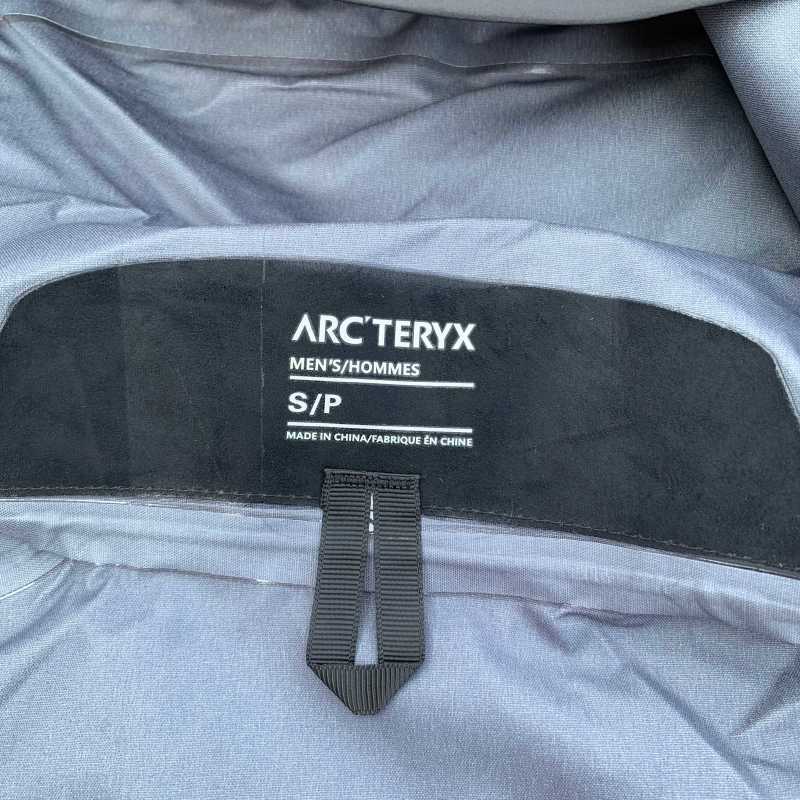 ARC'TERYX
MEN'S/HOMMES
S/P
MADE IN CHINA/FABRIQUE ÉN CHINE